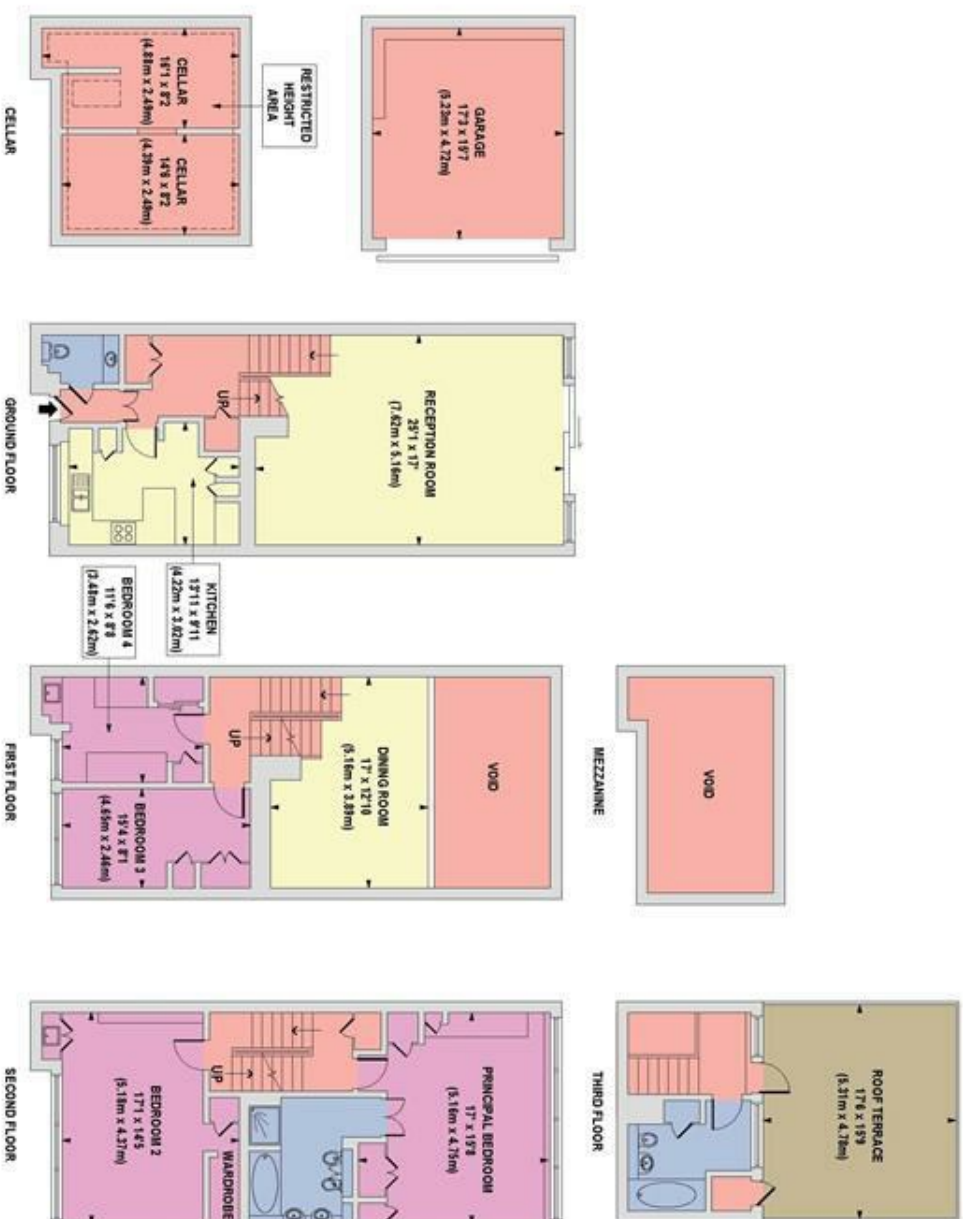 RESTRICTED
HEIGHT
AREA
CELLAR
16'1 x 8'2
(4.88m x 2.49m)
CELLAR
14'5 x 8'2
(4.39m x 2.49m)
CELLAR
GARAGE
17'3 x 15'7
(5.23m x 4.72m)
RECEPTION ROOM
25'1 x 17'
(7.62m x 5.16m)
UP
KITCHEN
13'11 x 9'11
(4.22m x 3.02m)
GROUND FLOOR
VOID
MEZZANINE
VOID
DINING ROOM
17' x 12'10
(5.16m x 3.89m)
UP
BEDROOM 4
11'6 x 8'8
(3.48m x 2.62m)
BEDROOM 3
15'4 x 8'1
(4.65m x 2.46m)
FIRST FLOOR
ROOF TERRACE
17'6 x 15'9
(5.31m x 4.78m)
THIRD FLOOR
PRINCIPAL BEDROOM
17' x 15'8
(5.16m x 4.75m)
UP
WARDROBE
BEDROOM 2
17'1 x 14'5
(5.18m x 4.37m)
SECOND FLOOR